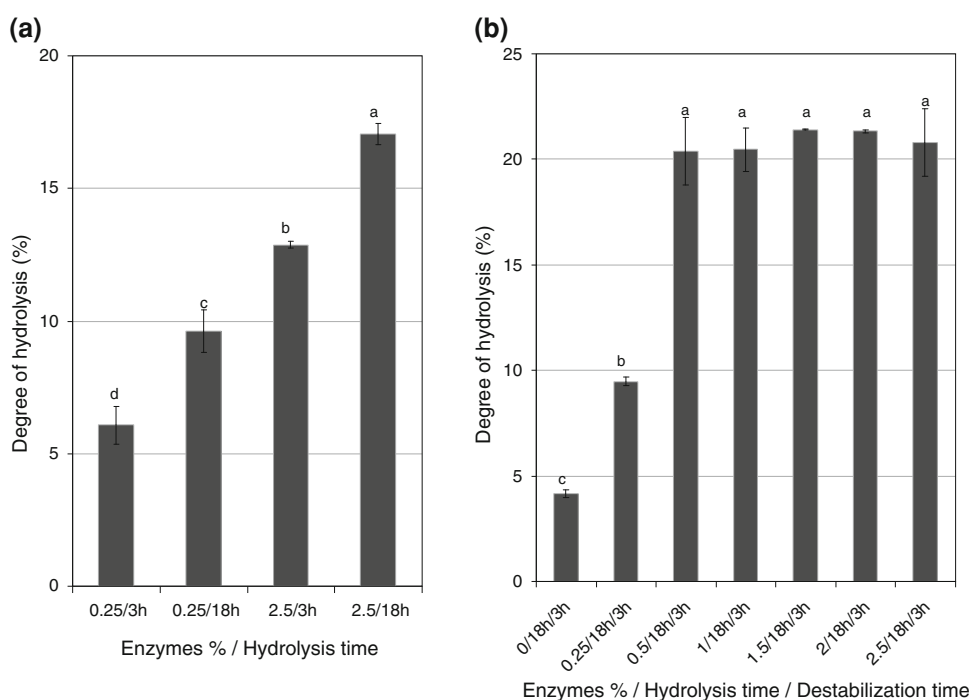 (a)
Degree of hydrolysis (%)
20
15
10
5
0
d
c
b
a
0.25/3h
0.25/18h
2.5/3h
2.5/18h
Enzymes % / Hydrolysis time
(b)
Degree of hydrolysis (%)
25
20
15
10
5
0
c
b
a
a
a
a
a
0/18h/3h
0.25/18h/3h
0.5/18h/3h
1/18h/3h
1.5/18h/3h
2/18h/3h
2.5/18h/3h
Enzymes % / Hydrolysis time / Destabilization time